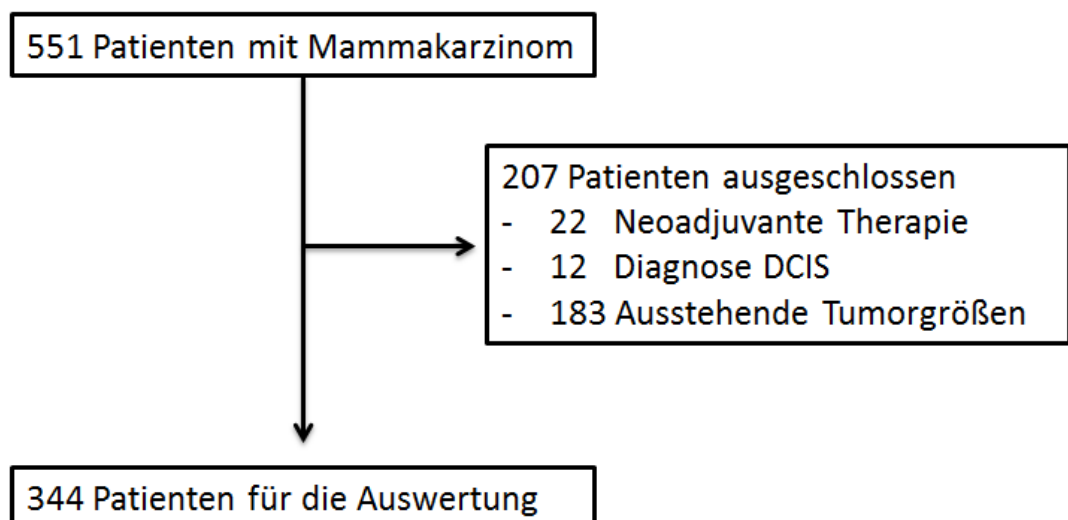 551 Patienten mit Mammakarzinom
207 Patienten ausgeschlossen
- 22 Neoadjuvante Therapie
- 12 Diagnose DCIS
- 183 Ausstehende Tumorgrößen
344 Patienten für die Auswertung